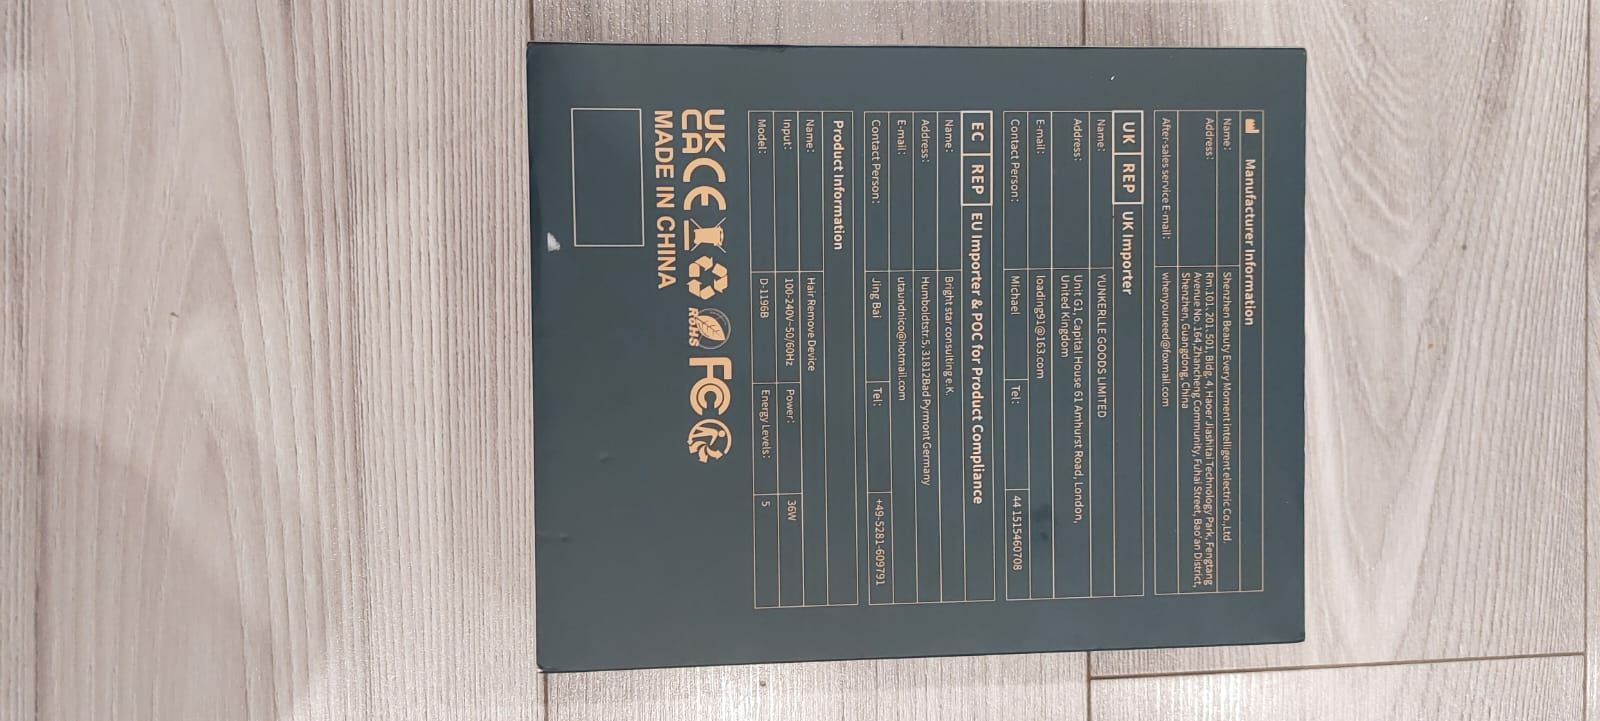 Manufacturer Information
Name: Shenzhen Beauty Every Moment intelligent electric Co.,Ltd.
Address: Rm.101, 201, 501, Bldg. 4, Haoer Jiashitai Technology Park, Fengtang
Avenue No. 164,Zhancheng Community, Fuhai Street, Bao'an District,
Shenzhen, Guangdong, China
After-sales service E-mail: whenyouneed@foxmail.com
UK REP UK Importer
Name: YUNKERLLE GOODS LIMITED
Address: Unit G1, Capital House 61 Amhurst Road, London,
United Kingdom
E-mail: loading91@163.com
Contact Person: Michael Tel: 44 1515460708
EC REP EU Importer & POC for Product Compliance
Name: Bright star consulting e.K.
Address: Humboldtstr.5, 31812Bad Pyrmont Germany
E-mail: utaundnico@hotmail.com
Contact Person: Jing Bai Tel: +49-5281-609791
Product Information
Name: Hair Remove Device
Input: 100-240V~50/60Hz Power: 36W
Model: D-1196B Energy Levels: 5
UK
CA CE RoHS FC
MADE IN CHINA